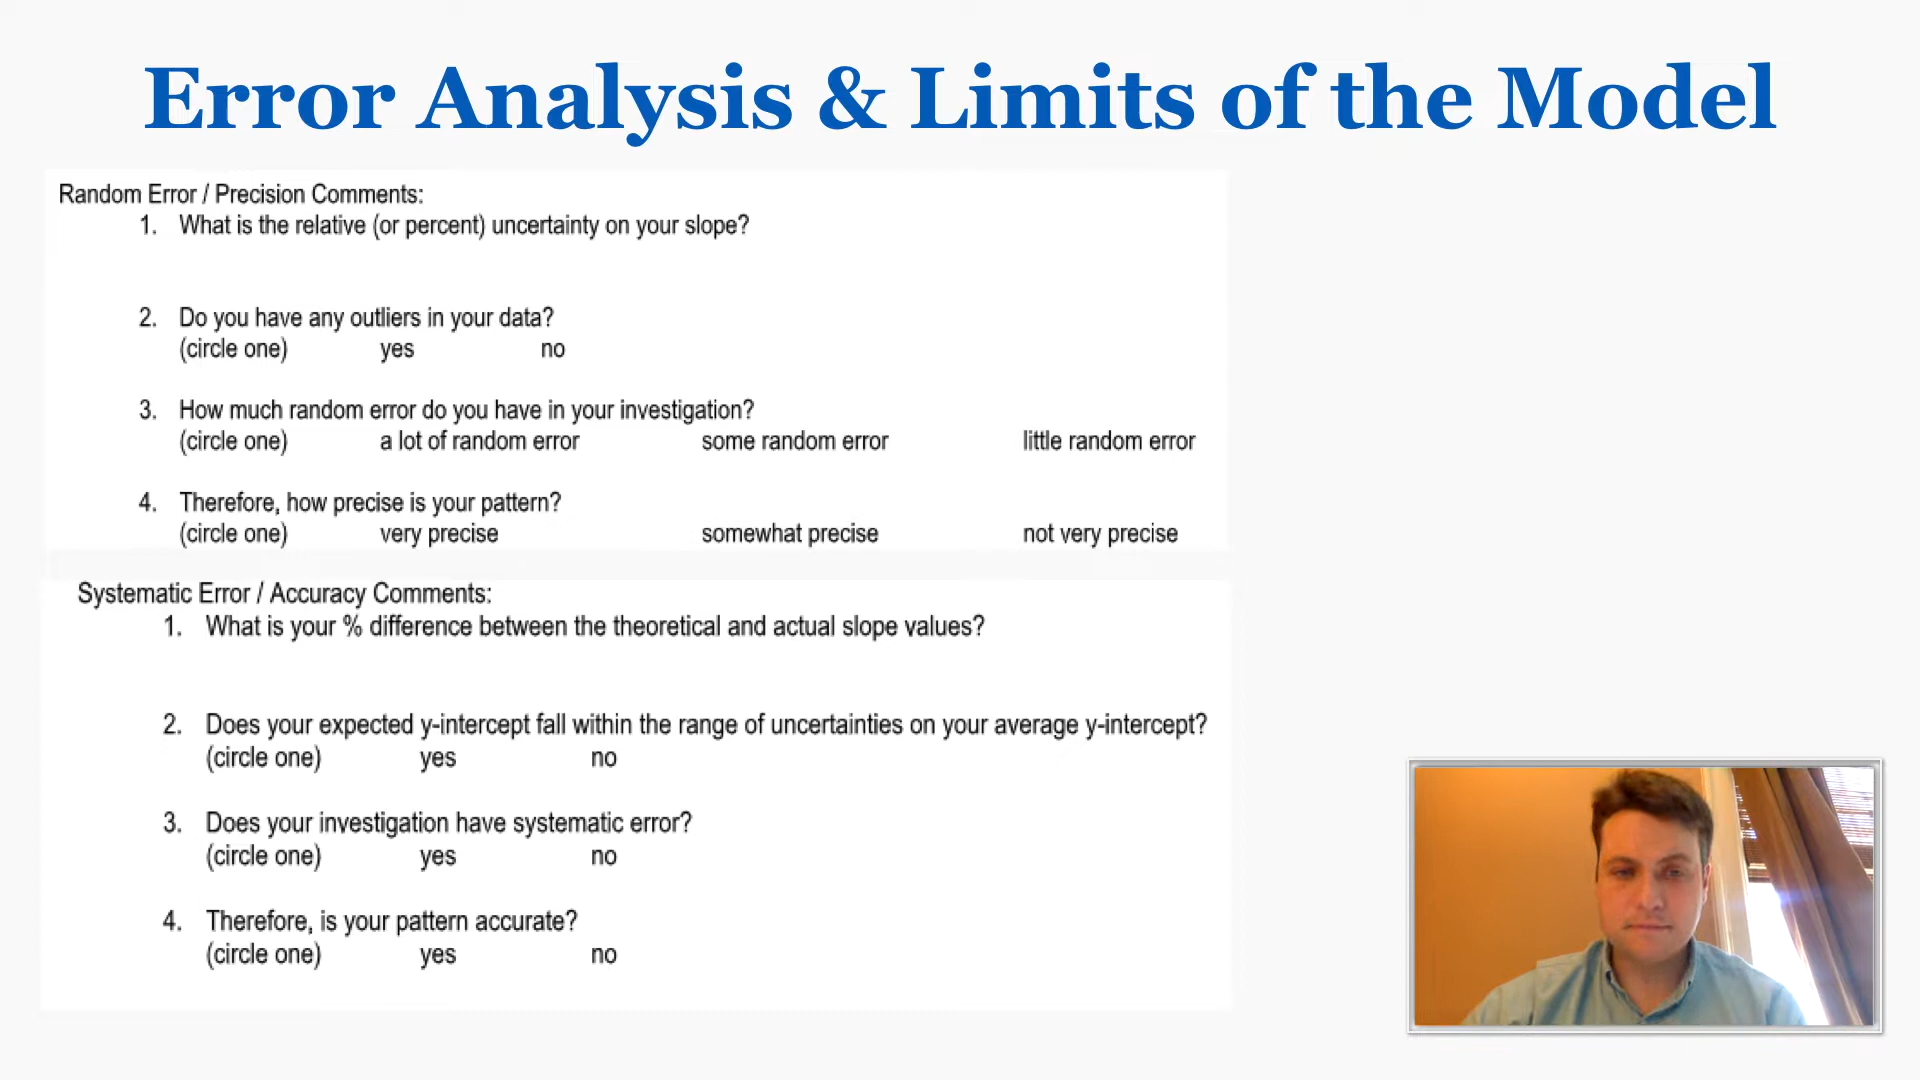 Error Analysis & Limits of the Model
Random Error / Precision Comments:
1. What is the relative (or percent) uncertainty on your slope?
2. Do you have any outliers in your data?
(circle one) yes no
3. How much random error do you have in your investigation?
(circle one) a lot of random error some random error little random error
4. Therefore, how precise is your pattern?
(circle one) very precise somewhat precise not very precise
Systematic Error / Accuracy Comments:
1. What is your % difference between the theoretical and actual slope values?
2. Does your expected y-intercept fall within the range of uncertainties on your average y-intercept?
(circle one) yes no
3. Does your investigation have systematic error?
(circle one) yes no
4. Therefore, is your pattern accurate?
(circle one) yes no